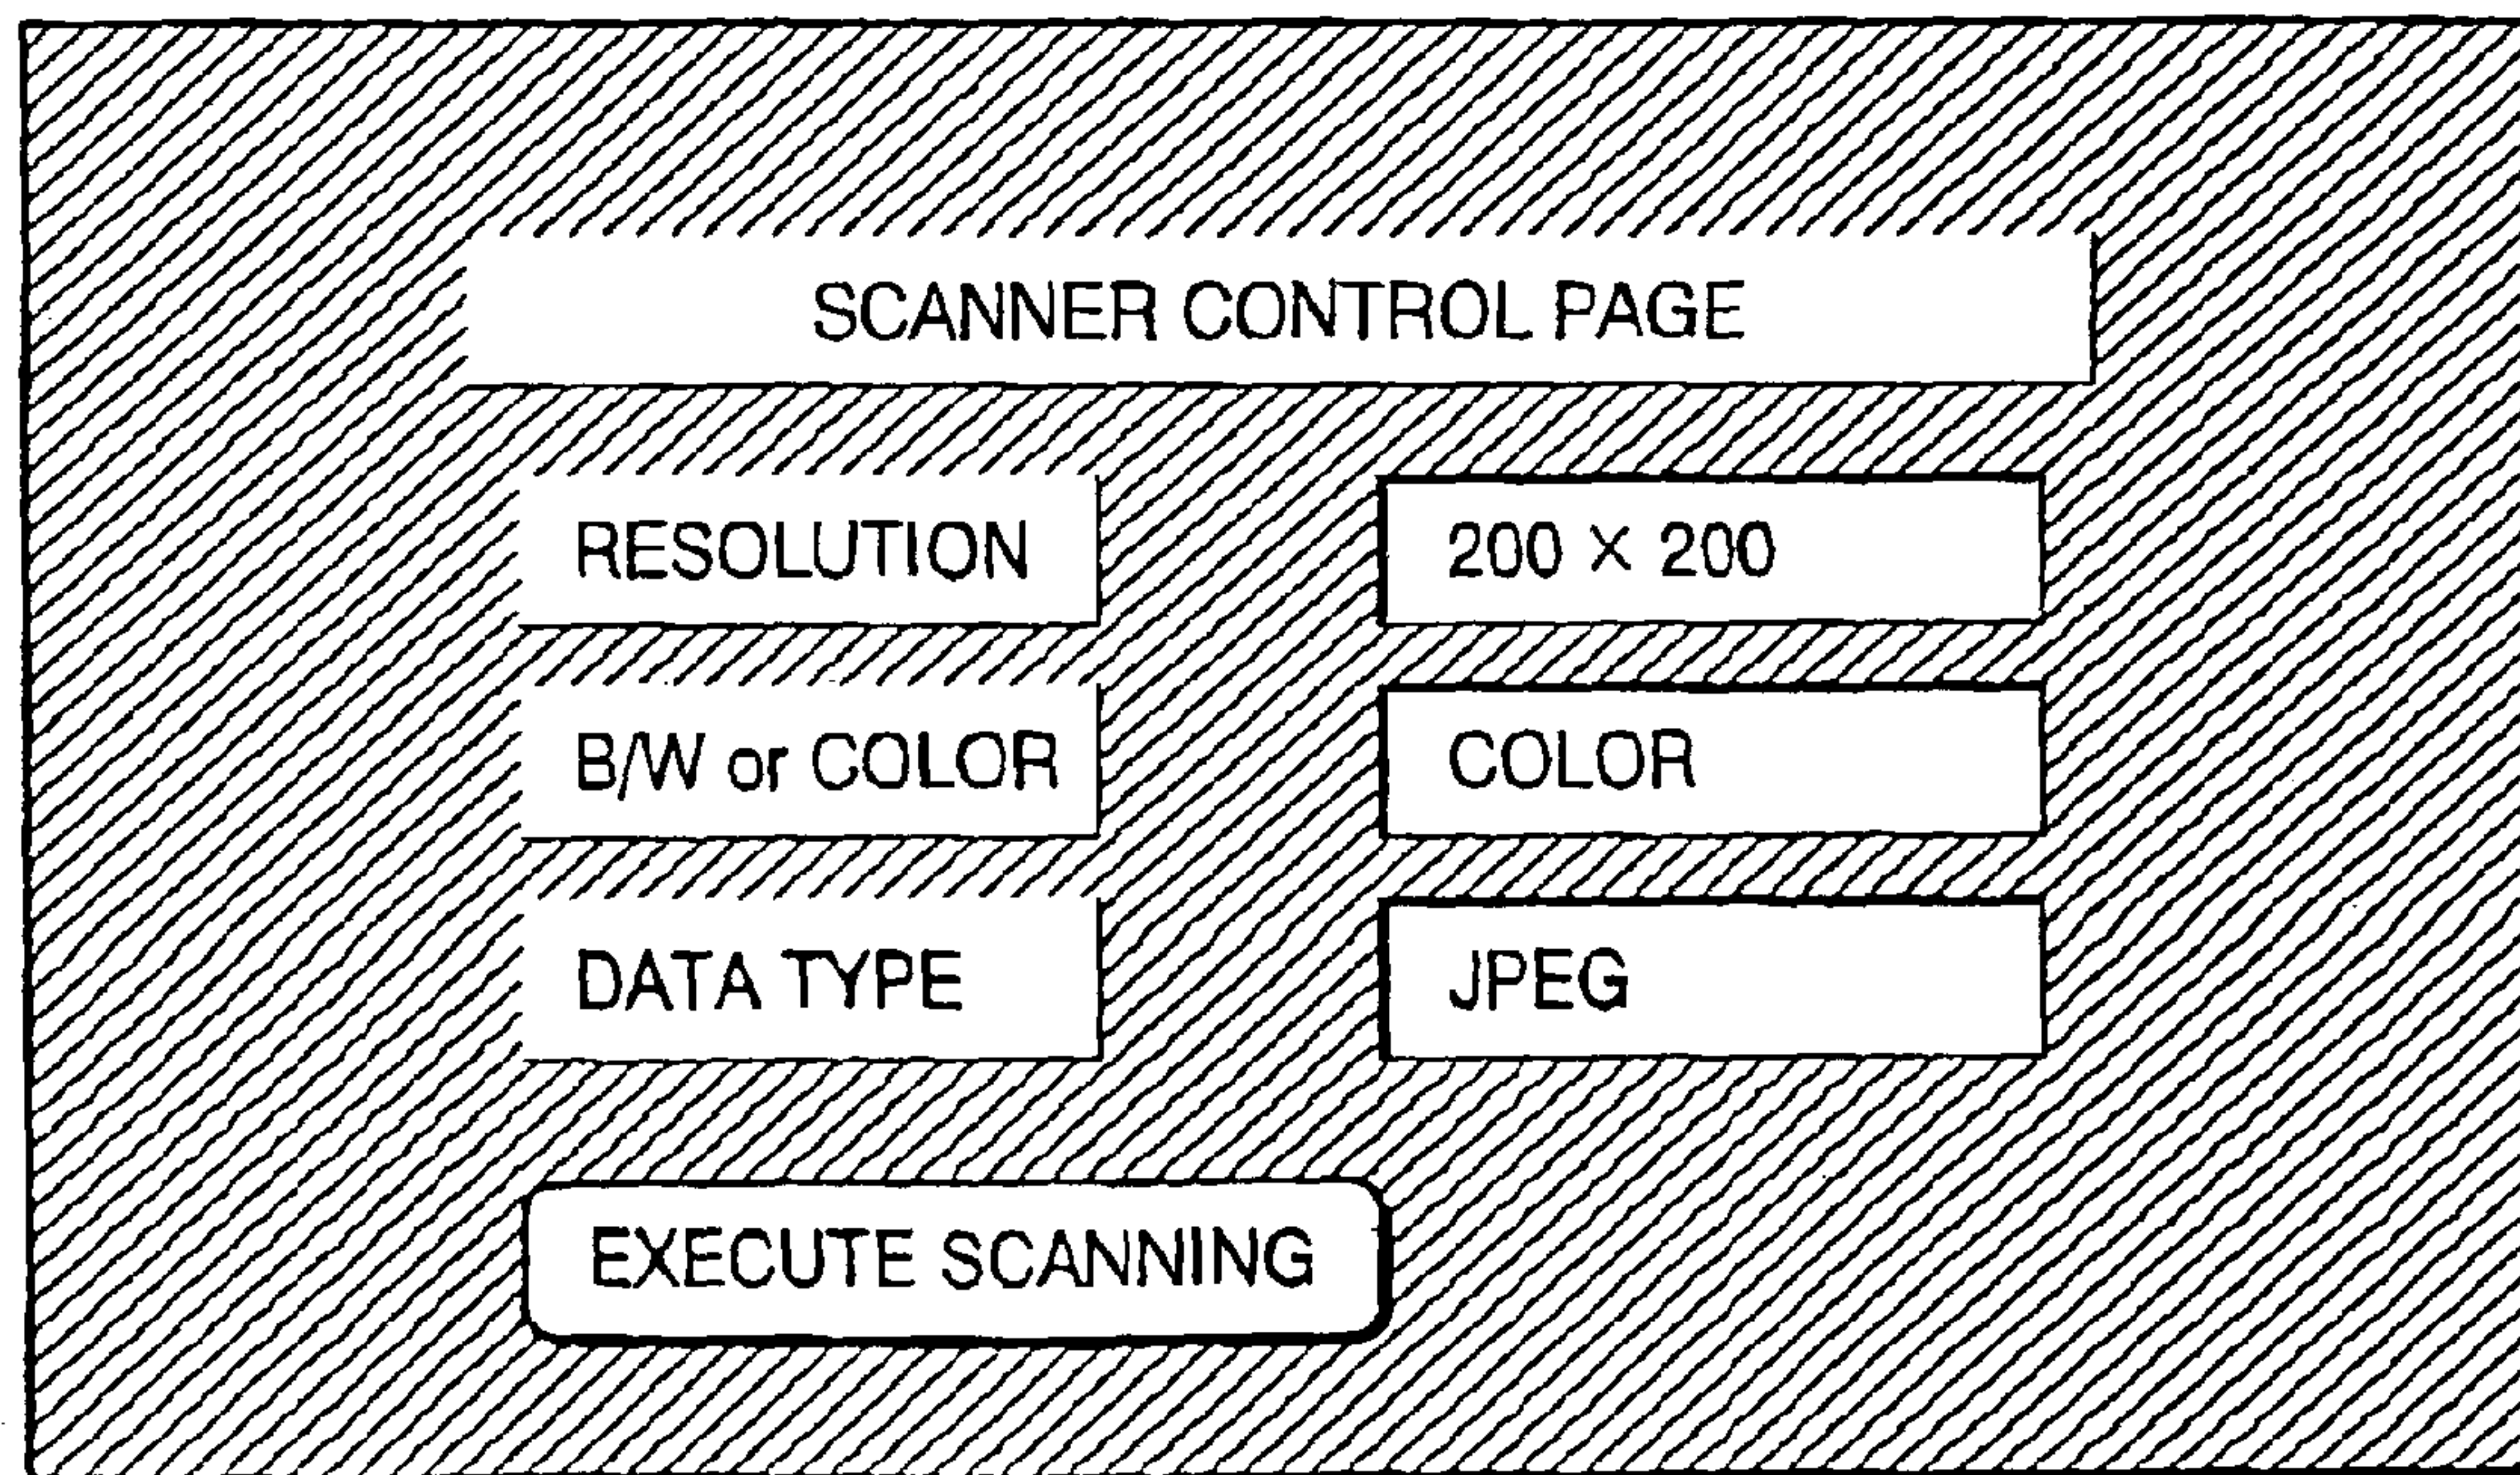 SCANNER CONTROL PAGE
RESOLUTION 200 × 200
B/W or COLOR COLOR
DATA TYPE JPEG
EXECUTE SCANNING